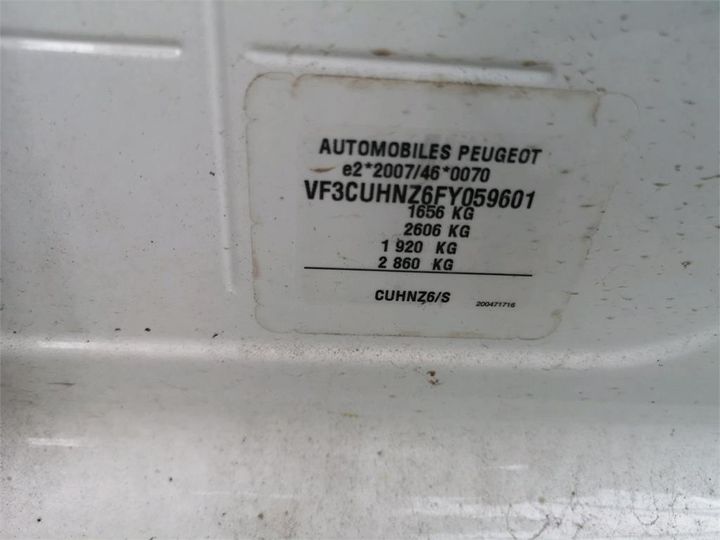 AUTOMOBILES PEUGEOT
e2*2007/46*0070
VF3CUHNZ6FY059601
1656 KG
2606 KG
1 920 KG
2 860 KG
CUHNZ6/S
200471716